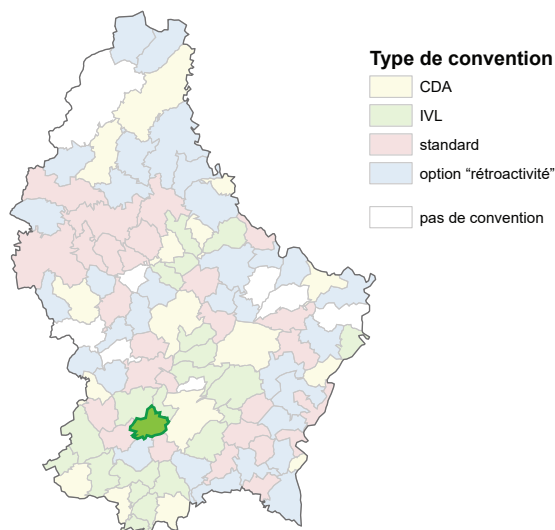 Type de convention
CDA
IVL
standard
option “rétroactivité”
pas de convention